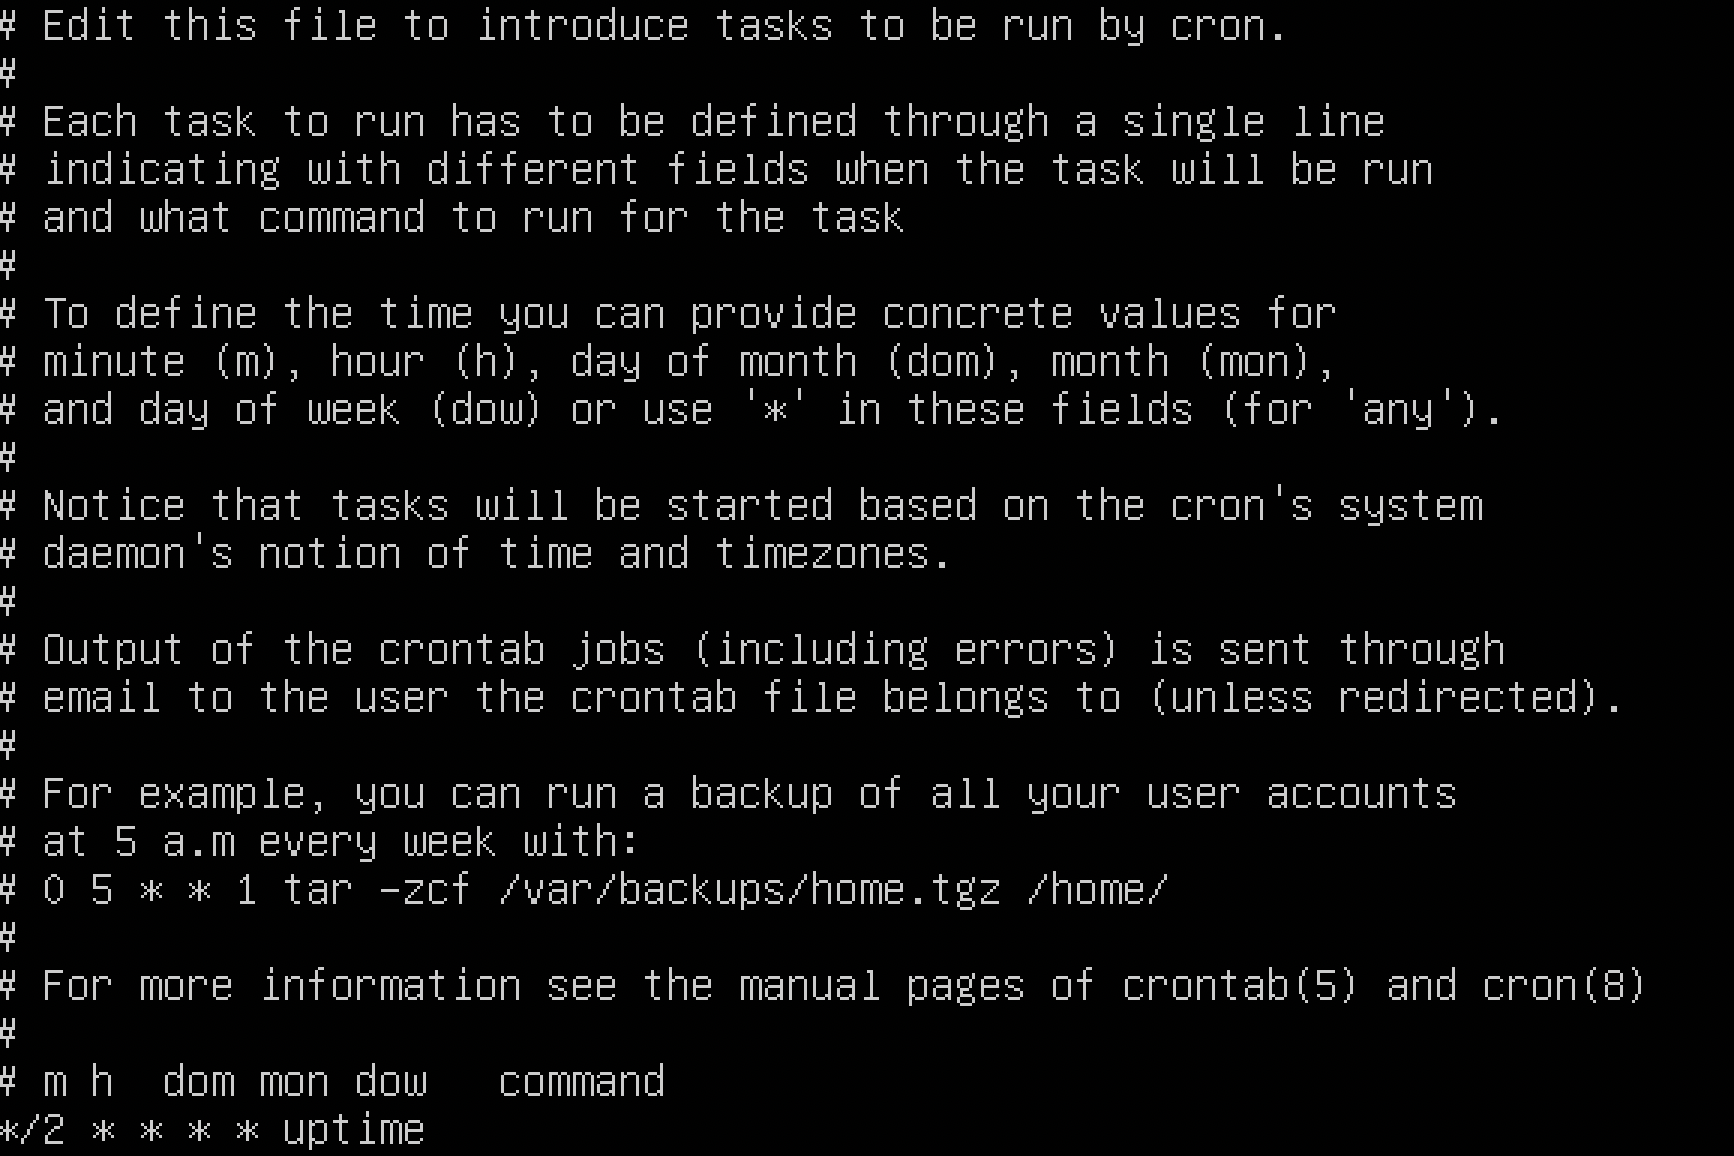 # Edit this file to introduce tasks to be run by cron.
#
# Each task to run has to be defined through a single line
# indicating with different fields when the task will be run
# and what command to run for the task
#
# To define the time you can provide concrete values for
# minute (m), hour (h), day of month (dom), month (mon),
# and day of week (dow) or use '*' in these fields (for 'any').
#
# Notice that tasks will be started based on the cron's system
# daemon's notion of time and timezones.
#
# Output of the crontab jobs (including errors) is sent through
# email to the user the crontab file belongs to (unless redirected).
#
# For example, you can run a backup of all your user accounts
# at 5 a.m every week with:
# 0 5 * * 1 tar -zcf /var/backups/home.tgz /home/
#
# For more information see the manual pages of crontab(5) and cron(8)
#
# m h  dom mon dow   command
*/2 * * * * uptime